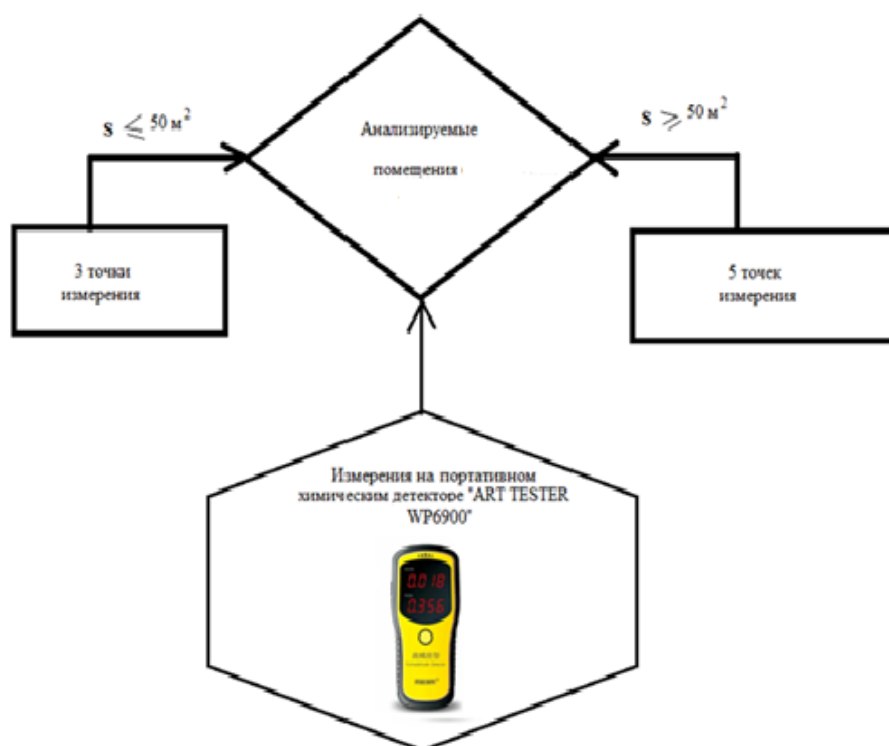 s ≤ 50 м²
s ≥ 50 м²
Анализируемые
помещения
3 точки
измерения
5 точек
измерения
Измерения на портативном
химическим детекторе "ART TESTER
WP6900"
0.018
0.356